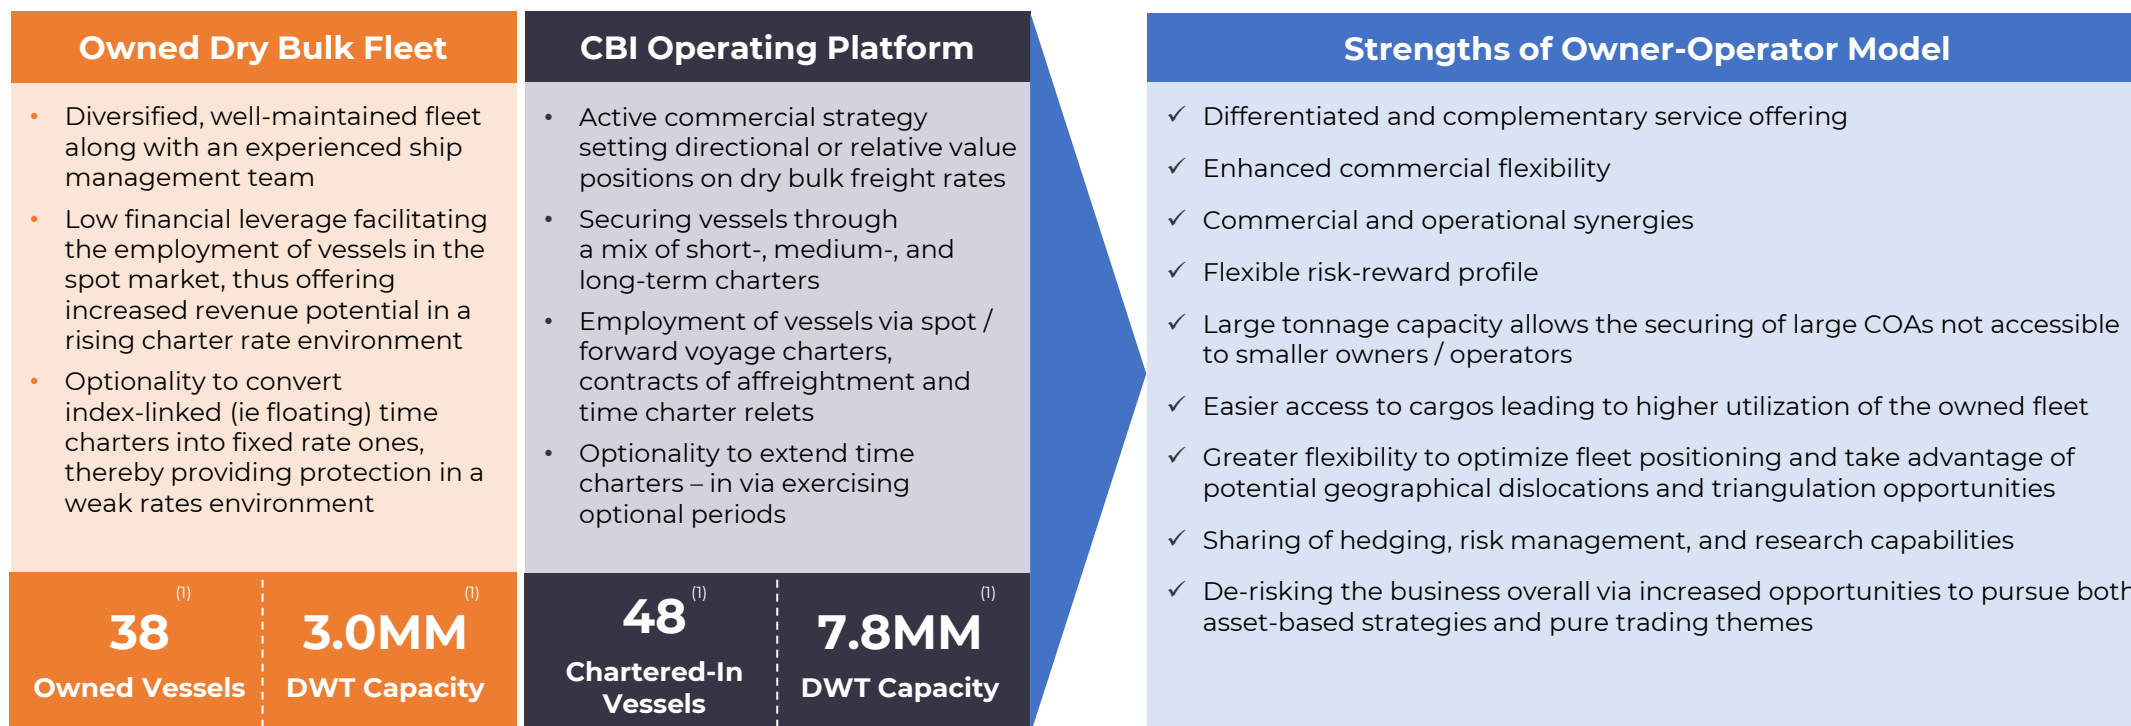 Owned Dry Bulk Fleet
• Diversified, well-maintained fleet
along with an experienced ship
management team
• Low financial leverage facilitating
the employment of vessels in the
spot market, thus offering
increased revenue potential in a
rising charter rate environment
• Optionality to convert
index-linked (ie floating) time
charters into fixed rate ones,
thereby providing protection in a
weak rates environment
38 (1)
Owned Vessels
3.0MM (1)
DWT Capacity
CBI Operating Platform
• Active commercial strategy
setting directional or relative value
positions on dry bulk freight rates
• Securing vessels through
a mix of short-, medium-, and
long-term charters
• Employment of vessels via spot /
forward voyage charters,
contracts of affreightment and
time charter relets
• Optionality to extend time
charters – in via exercising
optional periods
48 (1)
Chartered-In
Vessels
7.8MM (1)
DWT Capacity
Strengths of Owner-Operator Model
✓ Differentiated and complementary service offering
✓ Enhanced commercial flexibility
✓ Commercial and operational synergies
✓ Flexible risk-reward profile
✓ Large tonnage capacity allows the securing of large COAs not accessible
to smaller owners / operators
✓ Easier access to cargos leading to higher utilization of the owned fleet
✓ Greater flexibility to optimize fleet positioning and take advantage of
potential geographical dislocations and triangulation opportunities
✓ Sharing of hedging, risk management, and research capabilities
✓ De-risking the business overall via increased opportunities to pursue both
asset-based strategies and pure trading themes